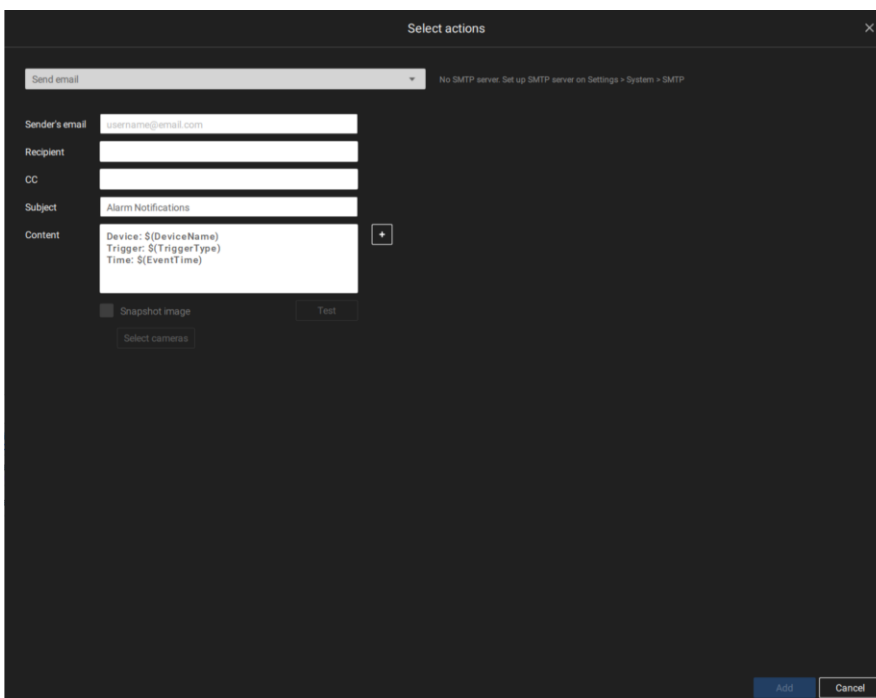 Select actions
Send email
No SMTP server. Set up SMTP server on Settings > System > SMTP
Sender's email
username@email.com
Recipient
CC
Subject
Alarm Notifications
Content
Device: $(DeviceName)
Trigger: $(TriggerType)
Time: $(EventTime)
+
Snapshot image
Test
Select cameras
Add
Cancel